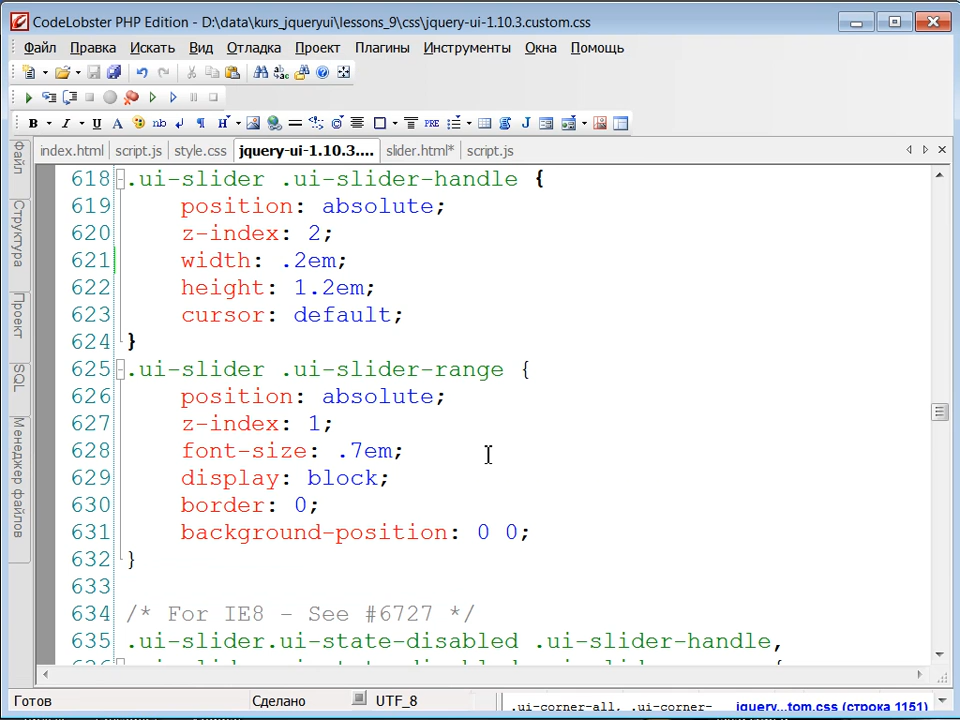 CodeLobster PHP Edition - D:\data\kurs_jqueryui\lessons_9\css\jquery-ui-1.10.3.custom.css
Файл Правка Искать Вид Отладка Проект Плагины Инструменты Окна Помощь
B I U A nb H PRE J
index.html script.js style.css jquery-ui-1.10.3.... slider.html* script.js
Файл
Структура
Проект
SQL
Менеджер файлов
618 .ui-slider .ui-slider-handle {
619 position: absolute;
620 z-index: 2;
621 width: .2em;
622 height: 1.2em;
623 cursor: default;
624 }
625 .ui-slider .ui-slider-range {
626 position: absolute;
627 z-index: 1;
628 font-size: .7em;
629 display: block;
630 border: 0;
631 background-position: 0 0;
632 }
633
634 /* For IE8 - See #6727 */
635 .ui-slider.ui-state-disabled .ui-slider-handle,
Готов Сделано UTF_8 .ui-corner-all, .ui-corner- jquery...tom.css (строка 1151)